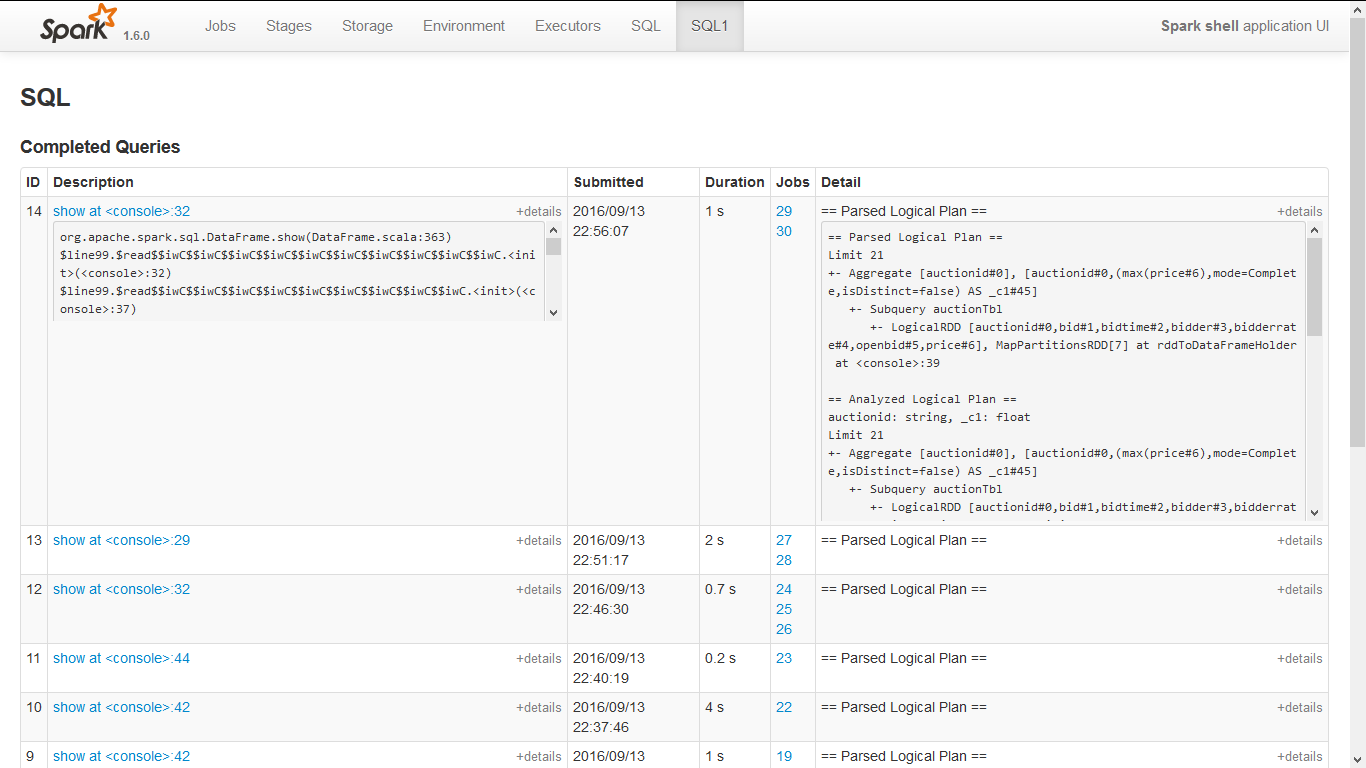 Spark 1.6.0 Jobs Stages Storage Environment Executors SQL SQL1 Spark shell application UI
SQL
Completed Queries
ID Description Submitted Duration Jobs Detail
14 show at <console>:32 +details 2016/09/13 1 s 29 == Parsed Logical Plan == +details
22:56:07 30
org.apache.spark.sql.DataFrame.show(DataFrame.scala:363)
$line99.$read$$iwC$$iwC$$iwC$$iwC$$iwC$$iwC$$iwC$$iwC$$iwC.<ini
t>(<console>:32)
$line99.$read$$iwC$$iwC$$iwC$$iwC$$iwC$$iwC$$iwC$$iwC.<init>(<c
onsole>:37)
== Parsed Logical Plan ==
Limit 21
+- Aggregate [auctionid#0], [auctionid#0,(max(price#6),mode=Complet
e,isDistinct=false) AS _c1#45]
+- Subquery auctionTbl
+- LogicalRDD [auctionid#0,bid#1,bidtime#2,bidder#3,bidderrat
e#4,openbid#5,price#6], MapPartitionsRDD[7] at rddToDataFrameHolder
at <console>:39
== Analyzed Logical Plan ==
auctionid: string, _c1: float
Limit 21
+- Aggregate [auctionid#0], [auctionid#0,(max(price#6),mode=Complet
e,isDistinct=false) AS _c1#45]
+- Subquery auctionTbl
+- LogicalRDD [auctionid#0,bid#1,bidtime#2,bidder#3,bidderrat
13 show at <console>:29 +details 2016/09/13 2 s 27 == Parsed Logical Plan == +details
22:51:17 28
12 show at <console>:32 +details 2016/09/13 0.7 s 24 == Parsed Logical Plan == +details
22:46:30 25
26
11 show at <console>:44 +details 2016/09/13 0.2 s 23 == Parsed Logical Plan == +details
22:40:19
10 show at <console>:42 +details 2016/09/13 4 s 22 == Parsed Logical Plan == +details
22:37:46
9 show at <console>:42 +details 2016/09/13 1 s 19 == Parsed Logical Plan == +details